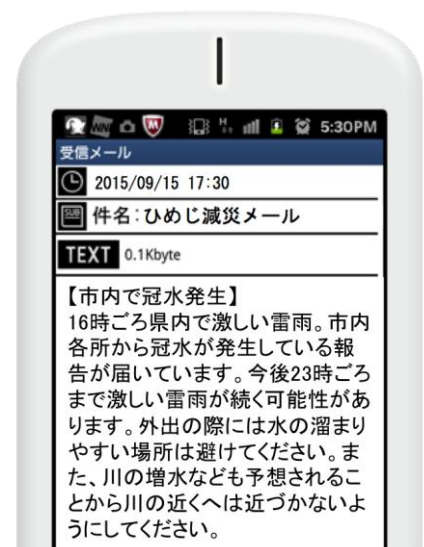 5:30PM
受信メール
2015/09/15 17:30
SUB 件名:ひめじ減災メール
TEXT 0.1Kbyte
【市内で冠水発生】
16時ごろ県内で激しい雷雨。市内
各所から冠水が発生している報
告が届いています。今後23時ごろ
まで激しい雷雨が続く可能性があ
ります。外出の際には水の溜まり
やすい場所は避けてください。ま
た、川の増水なども予想されるこ
とから川の近くへは近づかないよ
うにしてください。